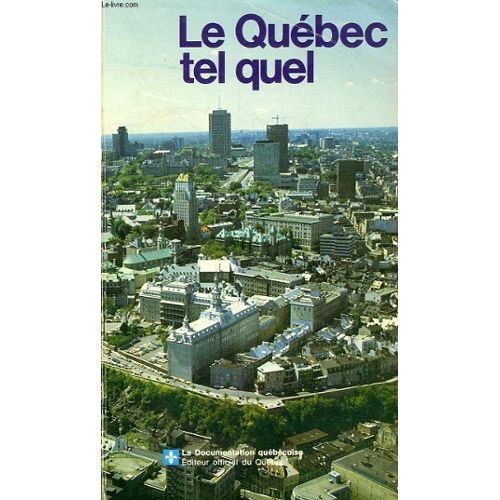 Le-livre.com
Le Québec
tel quel
La Documentation québécoise
Éditeur officiel du Québec